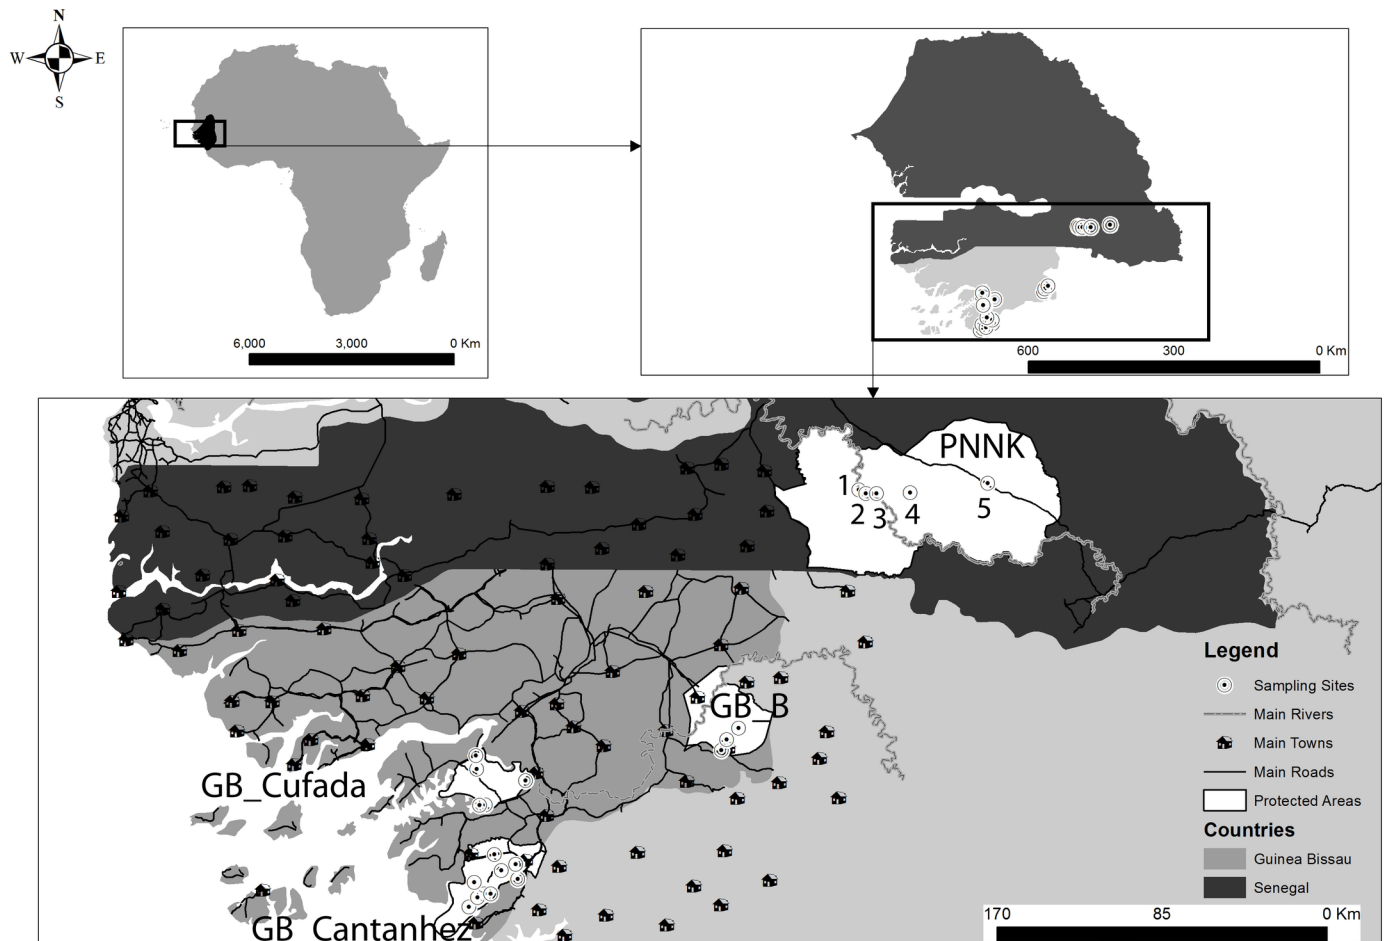 N
W E
S
6,000 3,000 0 Km
600 300 0 Km
PNNK
1
2 3 4 5
GB_B
GB_Cufada
GB_Cantanhez
Legend
Sampling Sites
Main Rivers
Main Towns
Main Roads
Protected Areas
Countries
Guinea Bissau
Senegal
170 85 0 Km